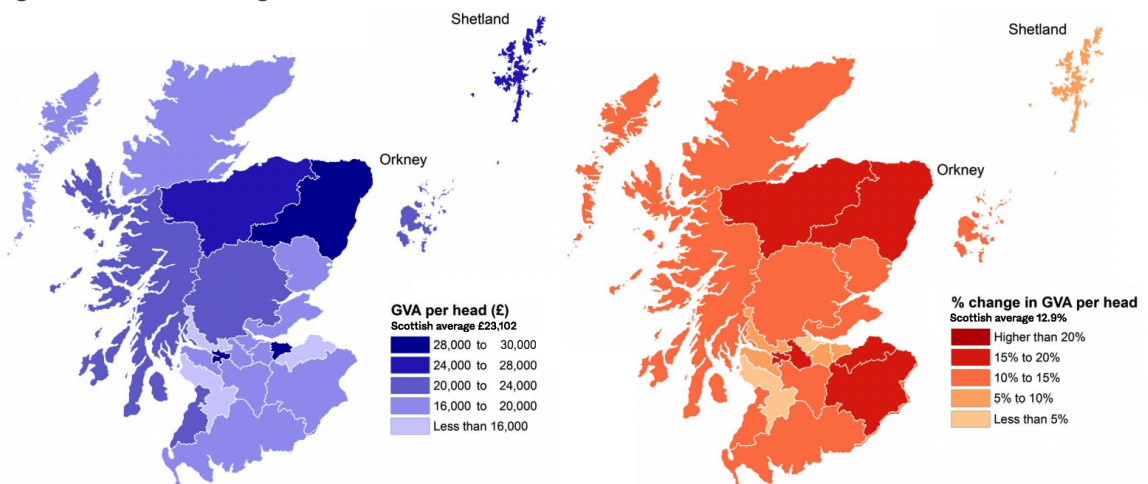 Shetland
Orkney
GVA per head (£)
Scottish average £23,102
28,000 to 30,000
24,000 to 28,000
20,000 to 24,000
16,000 to 20,000
Less than 16,000
Shetland
Orkney
% change in GVA per head
Scottish average 12.9%
Higher than 20%
15% to 20%
10% to 15%
5% to 10%
Less than 5%